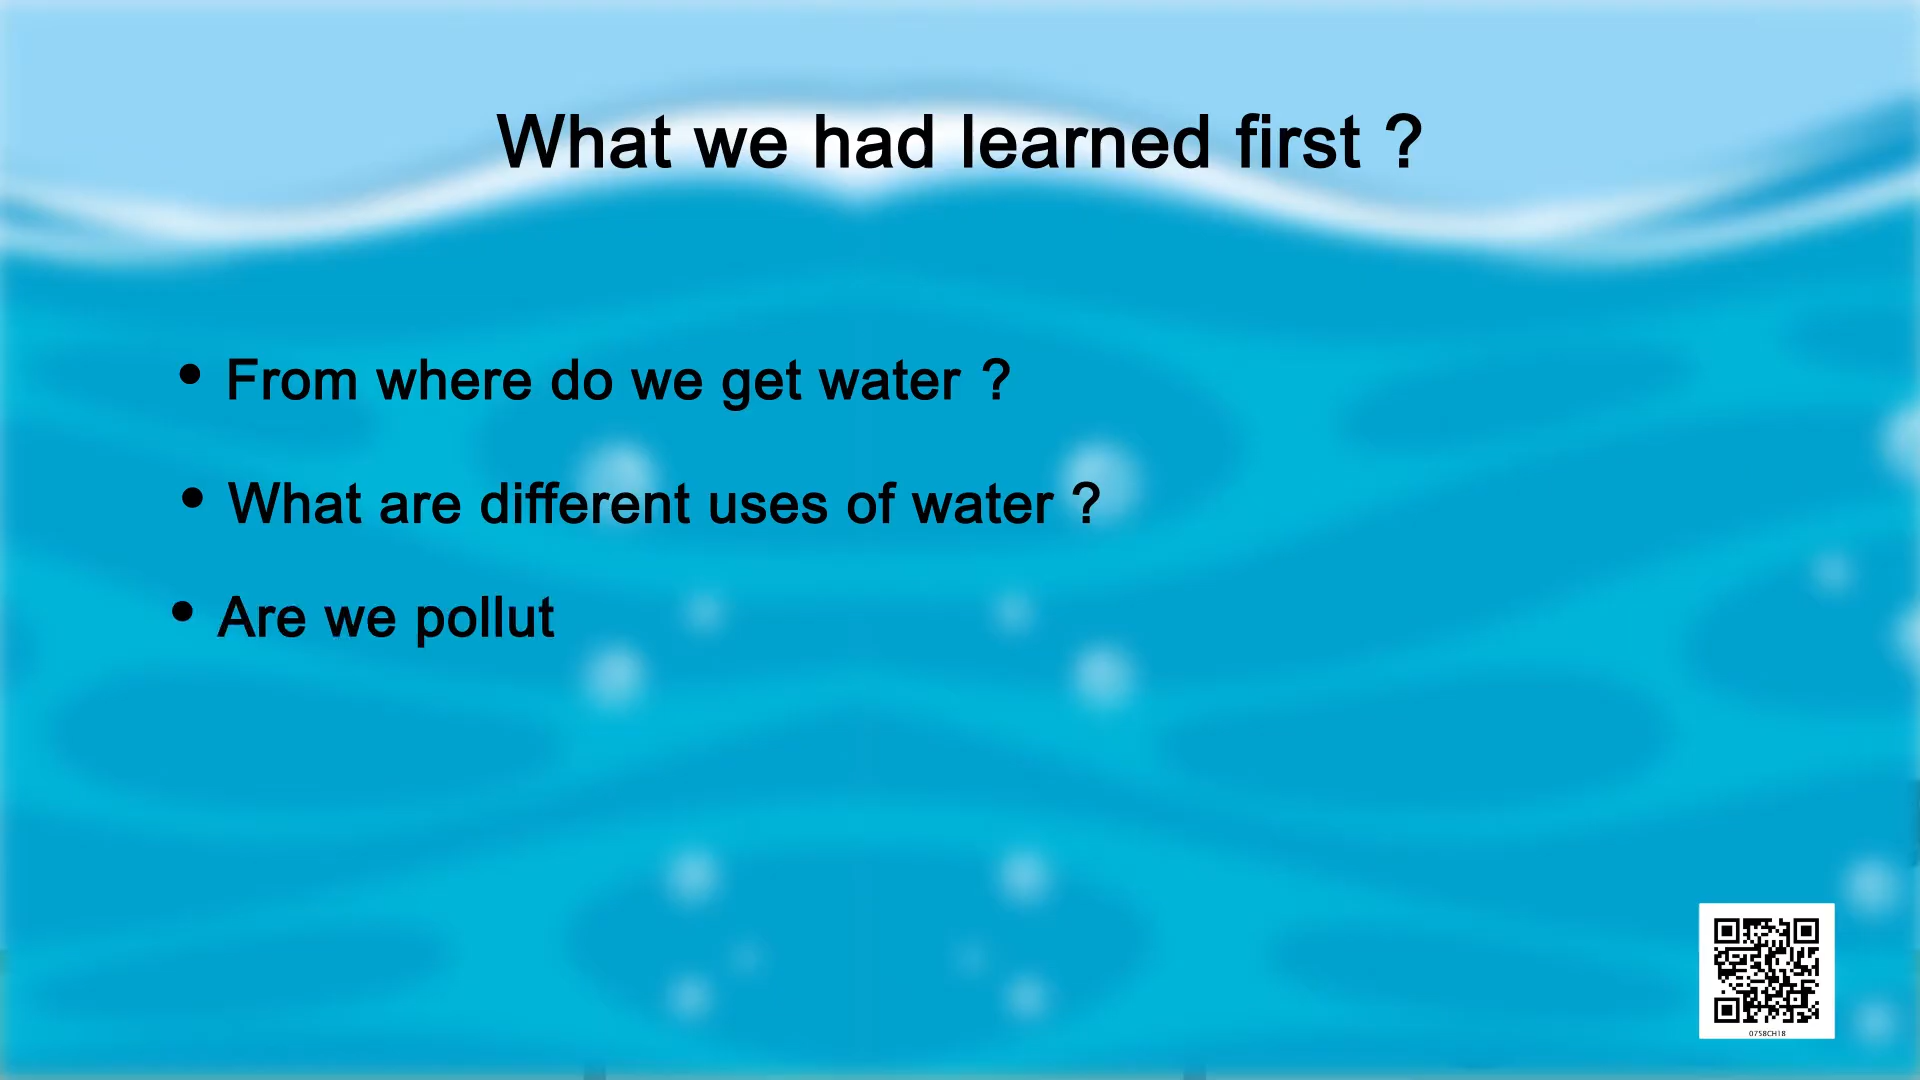 What we had learned first ?
• From where do we get water ?
• What are different uses of water ?
• Are we pollut
0758CH18